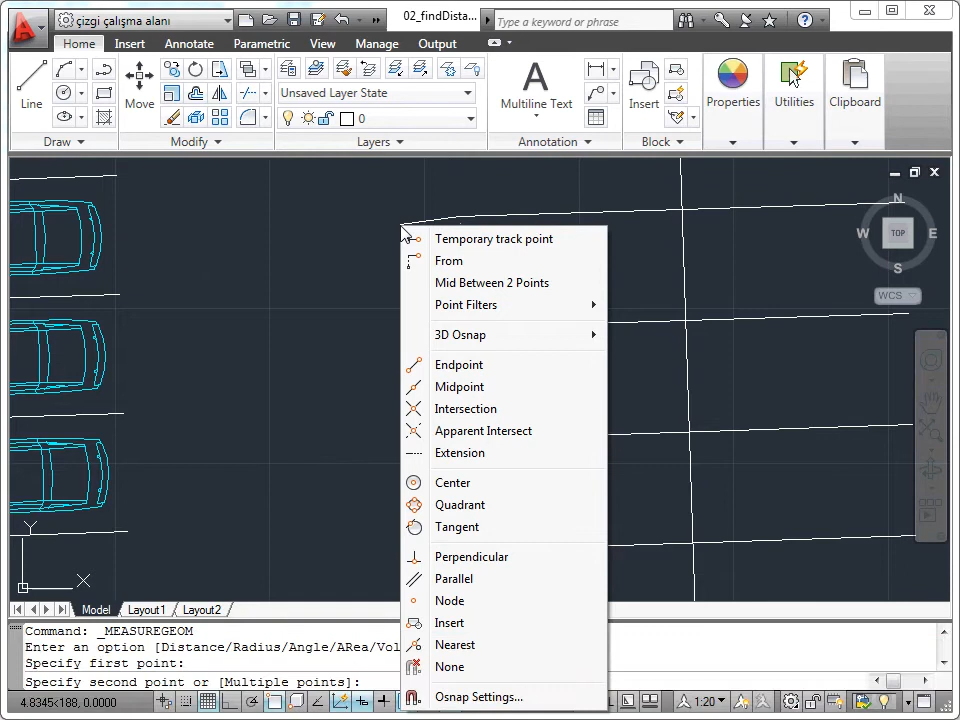 çizgi çalışma alanı
02_findDista...
Type a keyword or phrase
Home Insert Annotate Parametric View Manage Output
Line
Move
Unsaved Layer State
0
Multiline Text
Insert
Properties
Utilities
Clipboard
Draw
Modify
Layers
Annotation
Block
N
W TOP E
S
WCS
Temporary track point
From
Mid Between 2 Points
Point Filters
3D Osnap
Endpoint
Midpoint
Intersection
Apparent Intersect
Extension
Center
Quadrant
Tangent
Perpendicular
Parallel
Node
Insert
Nearest
None
Osnap Settings...
Y
X
Model Layout1 Layout2
Command: _MEASUREGEOM
Enter an option [Distance/Radius/Angle/ARea/Vol
Specify first point:
Specify second point or [Multiple points]:
4.8345<188, 0.0000
1:20